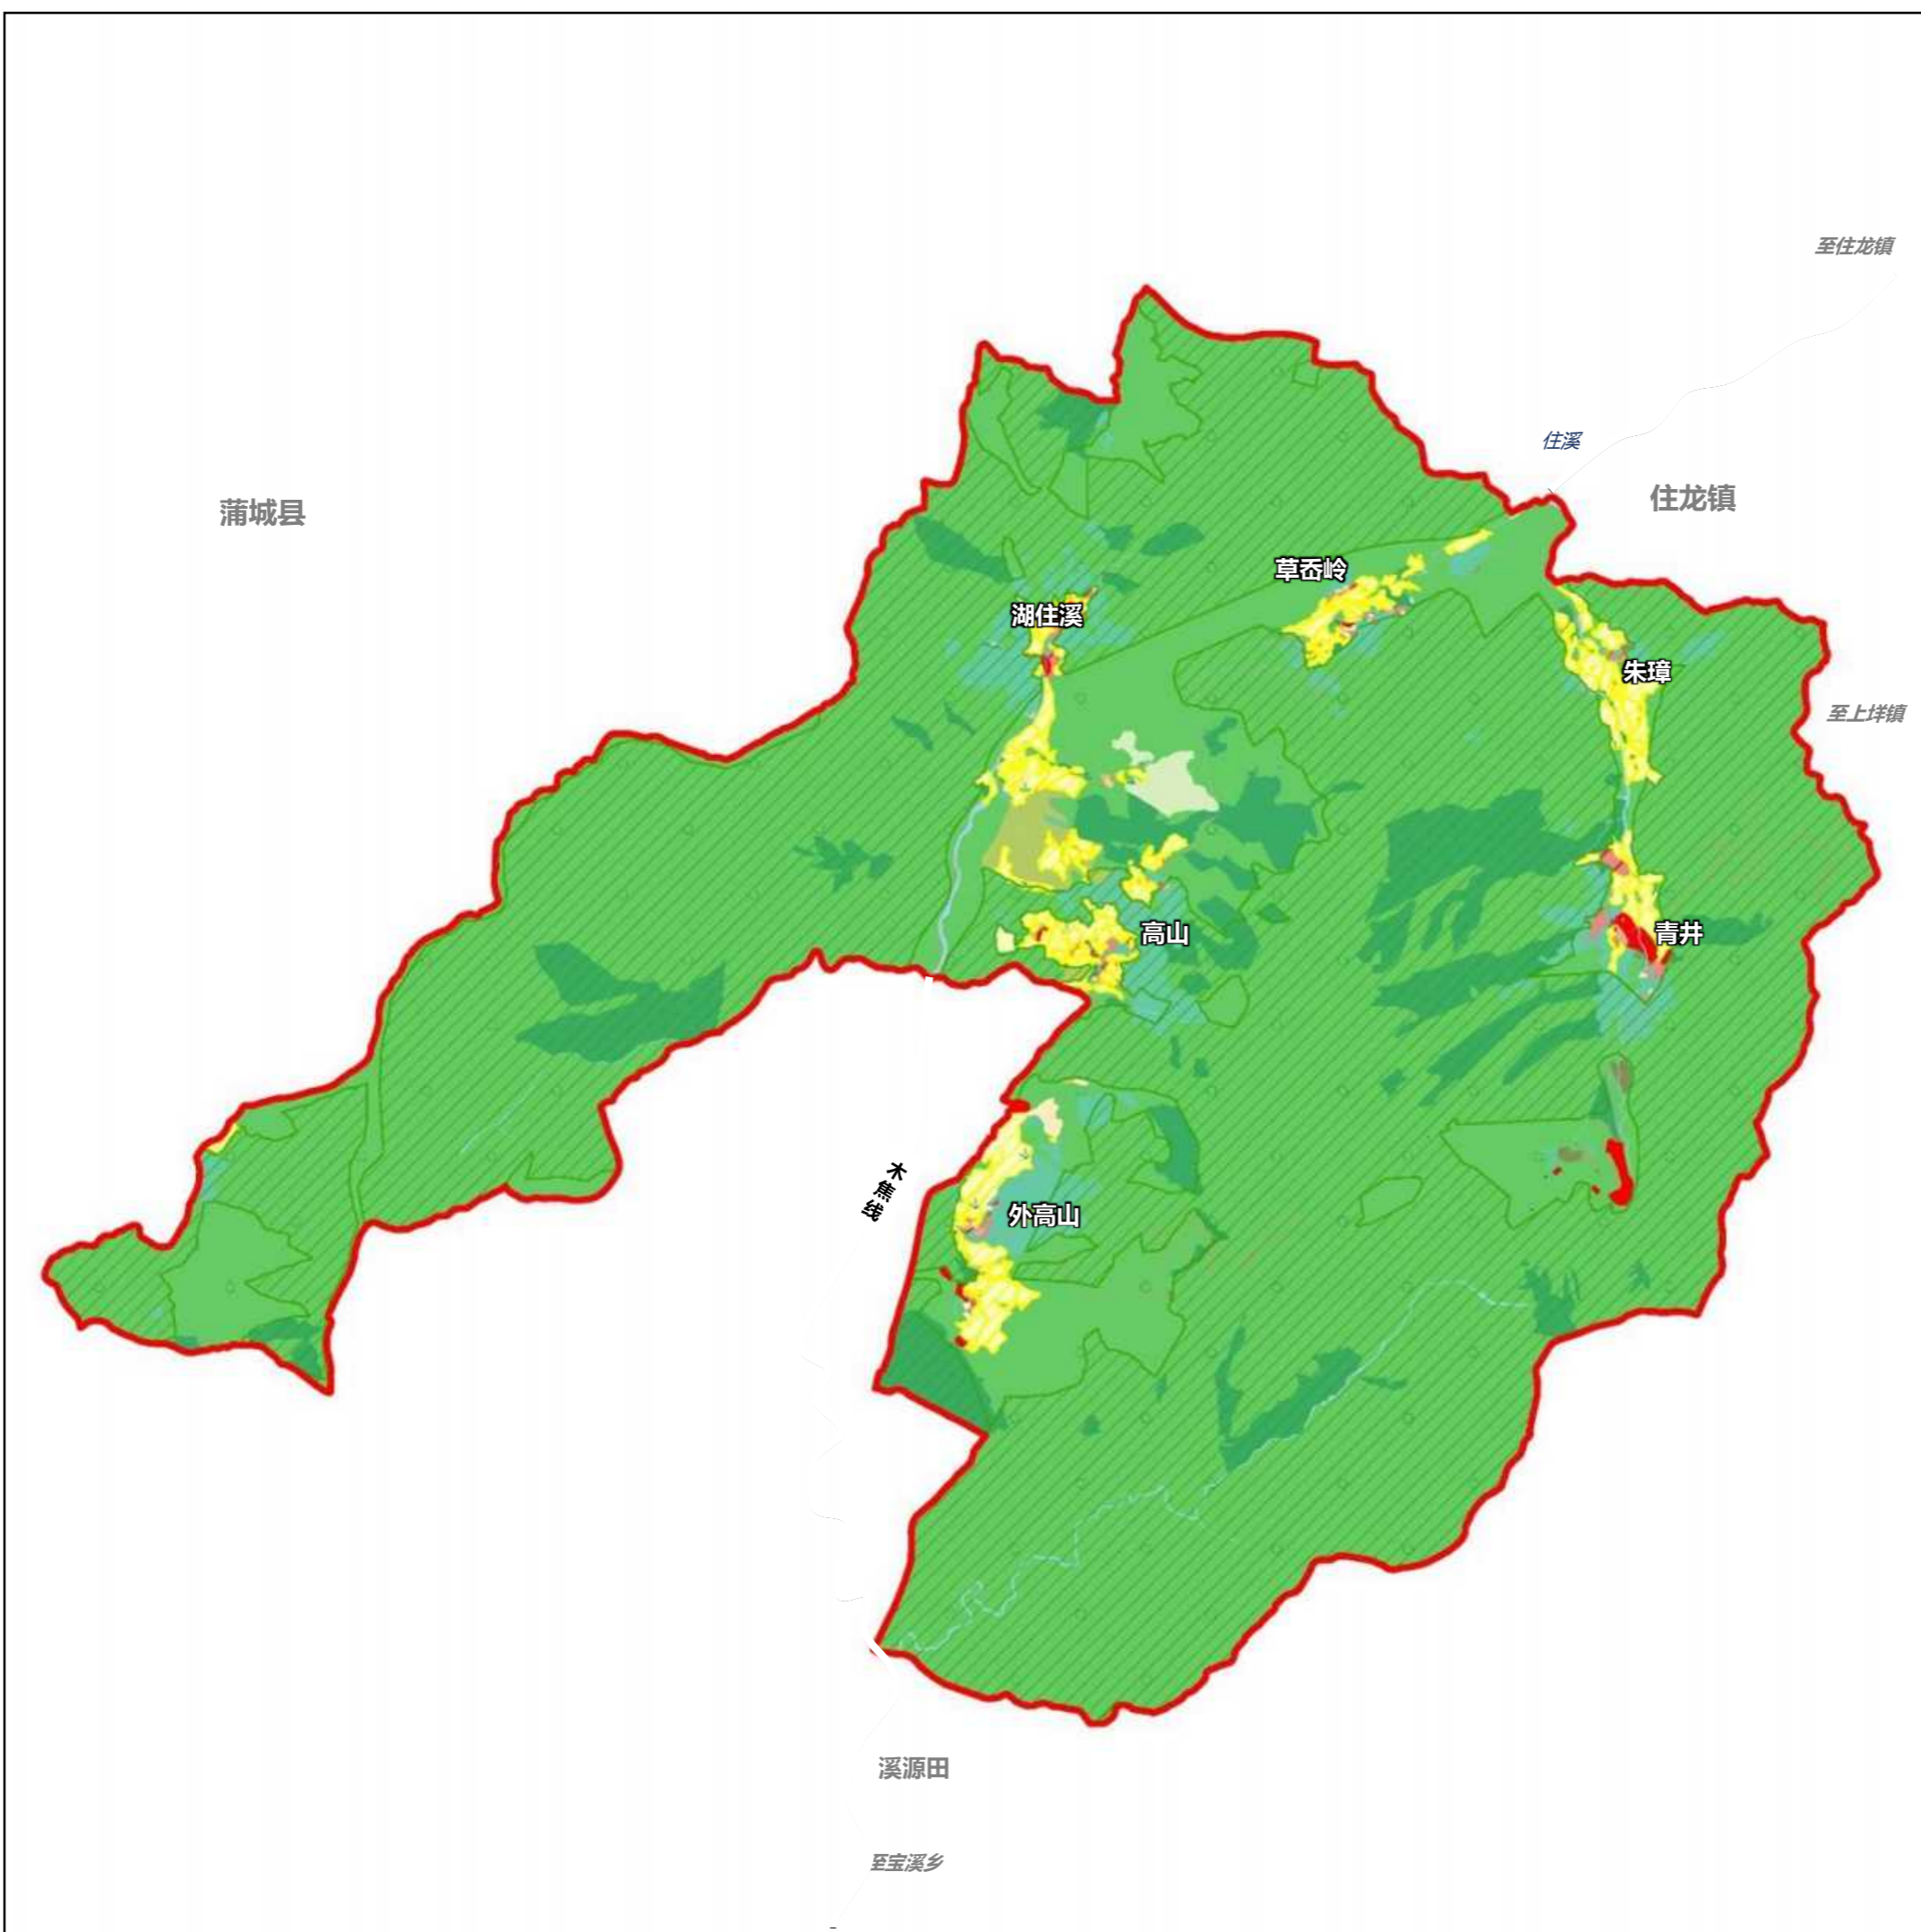 至住龙镇
住溪
蒲城县
住龙镇
草岙岭
湖住溪
朱璋
至上垟镇
高山
青井
木焦线
外高山
溪源田
至宝溪乡